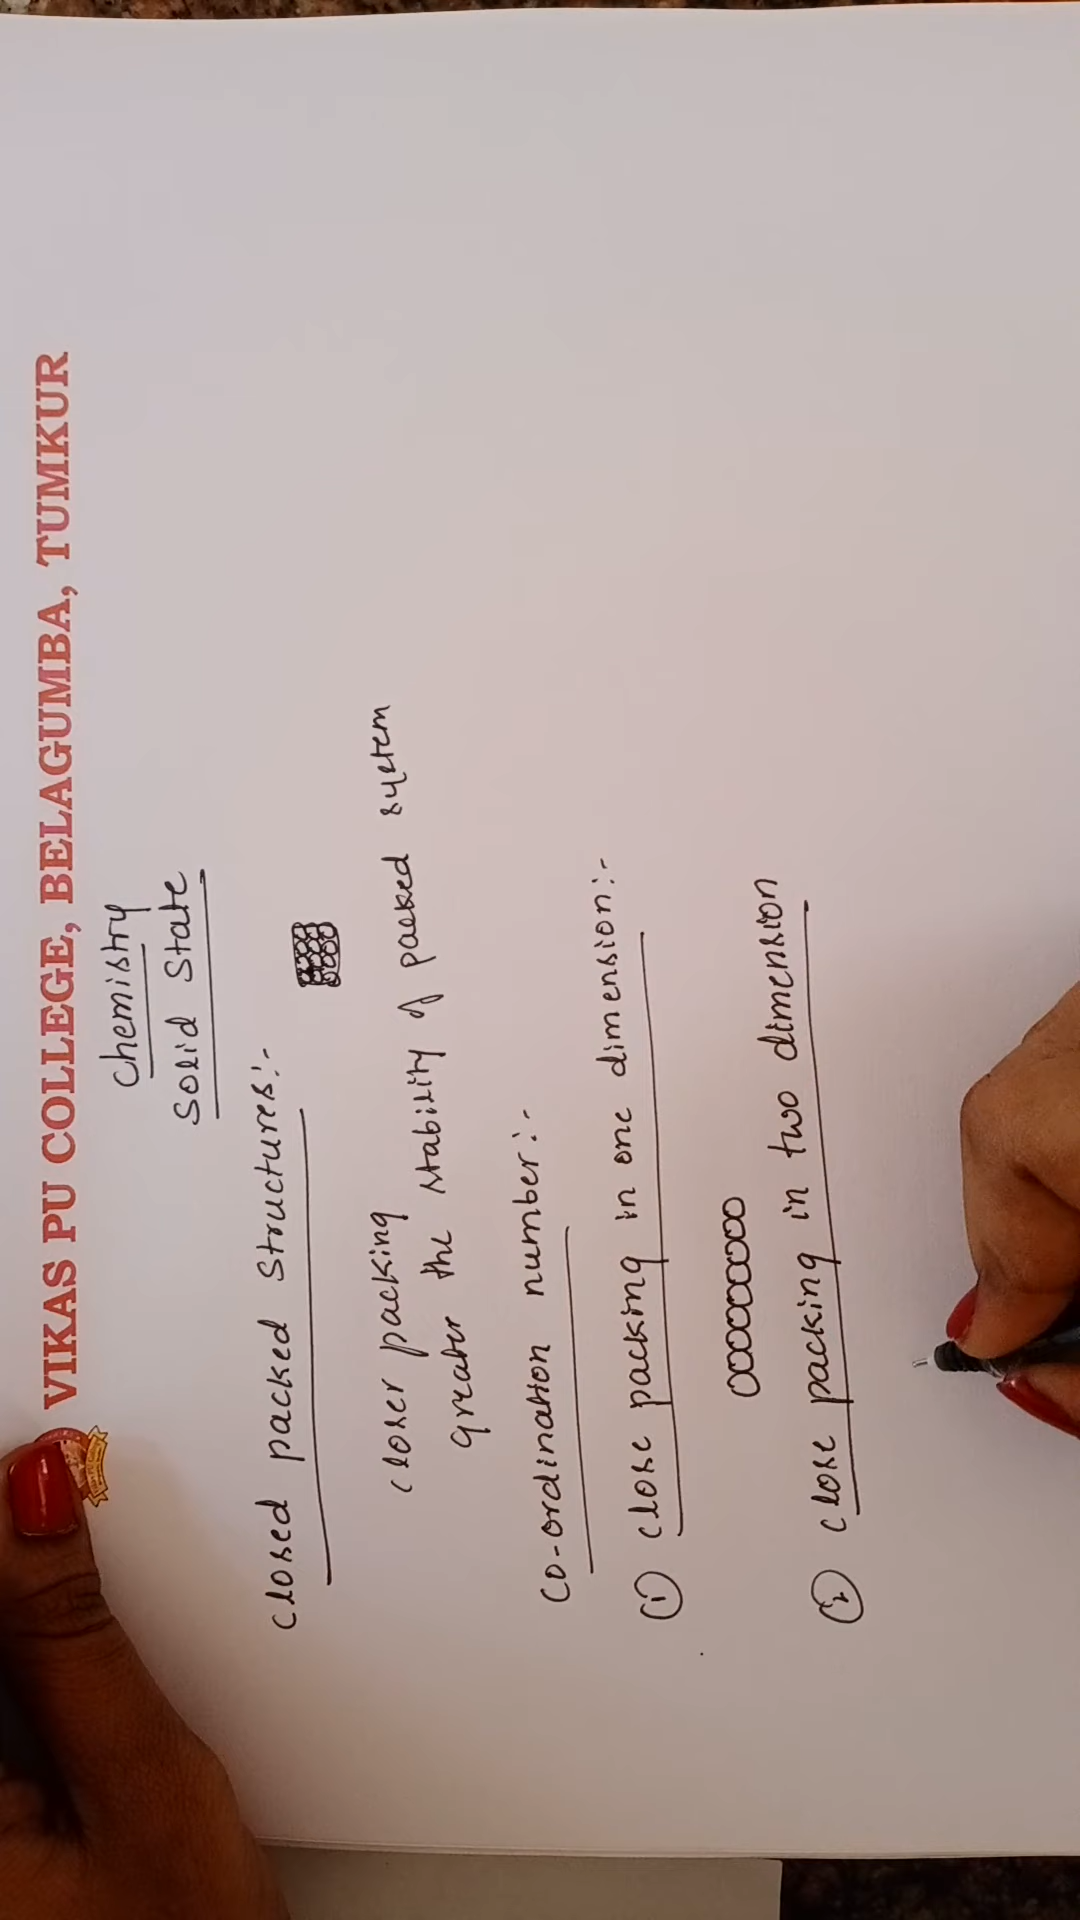 VIKAS PU COLLEGE, BELAGUMBA, TUMKUR
Chemistry
Solid State
Closed packed Structures:-
Closer packing
greater the stability of packed system
Co-ordination number:-
① Close packing in one dimension:-
② Close packing in two dimension